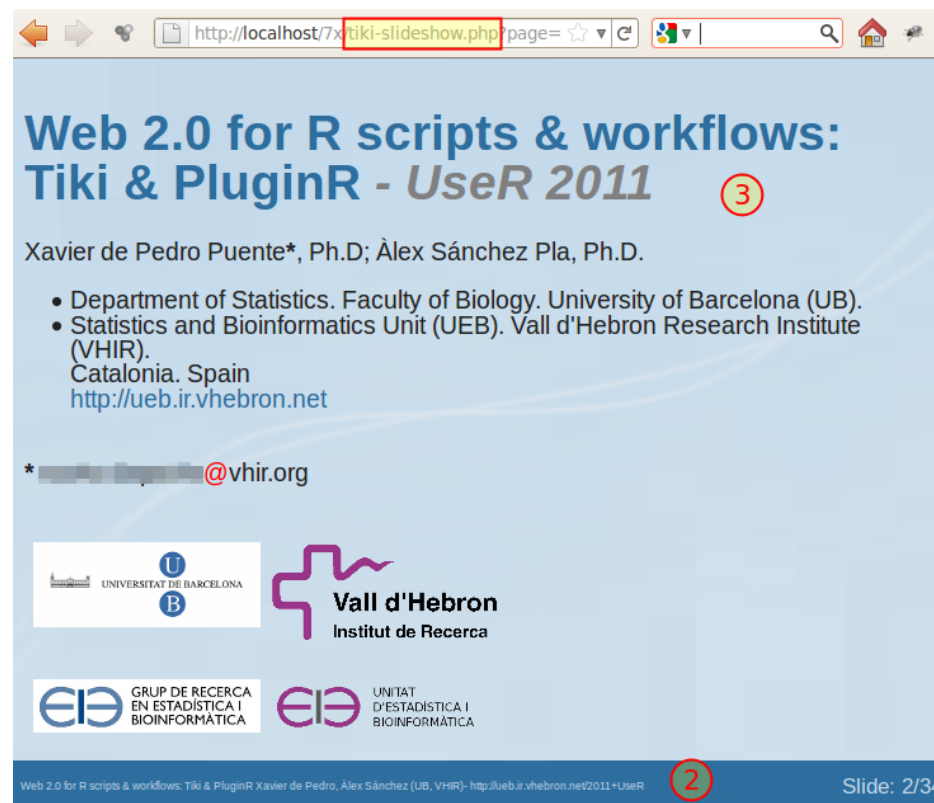 http://localhost/7x/tiki-slideshow.php?page=
Web 2.0 for R scripts & workflows:
Tiki & PluginR - UseR 2011
3
Xavier de Pedro Puente*, Ph.D; Àlex Sánchez Pla, Ph.D.
• Department of Statistics. Faculty of Biology. University of Barcelona (UB).
• Statistics and Bioinformatics Unit (UEB). Vall d'Hebron Research Institute
(VHIR).
Catalonia. Spain
http://ueb.ir.vhebron.net
* @vhir.org
U
UNIVERSITAT DE BARCELONA
B
Vall d'Hebron
Institut de Recerca
GRUP DE RECERCA
EN ESTADÍSTICA I
BIOINFORMÀTICA
UNITAT
D'ESTADÍSTICA I
BIOINFORMÀTICA
Web 2.0 for R scripts & workflows: Tiki & PluginR Xavier de Pedro, Àlex Sánchez (UB, VHIR)- http://ueb.ir.vhebron.net/2011+UseR
2
Slide: 2/34